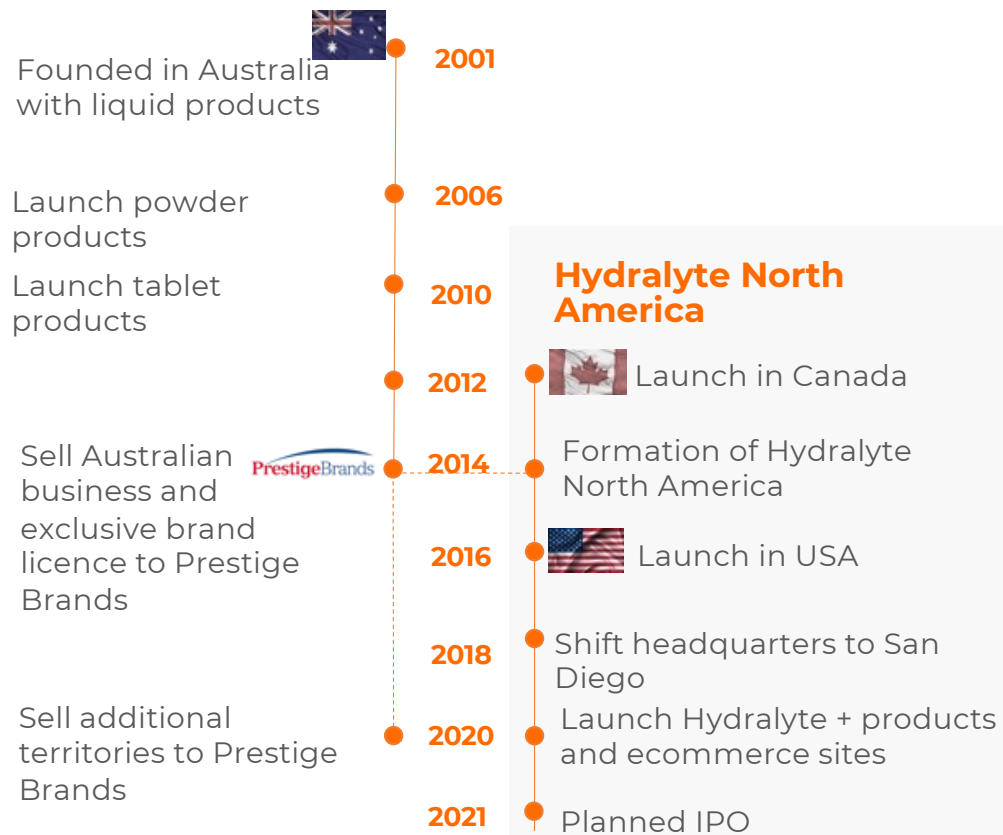 2001
Founded in Australia
with liquid products
2006
Launch powder
products
Launch tablet
products
2010
Hydralyte North
America
2012
Launch in Canada
Sell Australian
business and
exclusive brand
licence to Prestige
Brands
PrestigeBrands
2014
Formation of Hydralyte
North America
2016
Launch in USA
2018
Shift headquarters to San
Diego
Sell additional
territories to Prestige
Brands
2020
Launch Hydralyte + products
and ecommerce sites
2021
Planned IPO